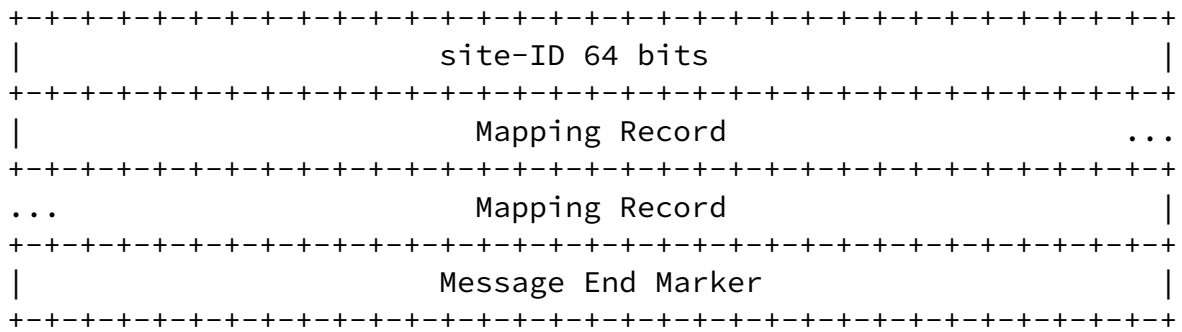 +-+-+-+-+-+-+-+-+-+-+-+-+-+-+-+-+-+-+-+-+-+-+-+-+-+-+-+-+-+-+-+-+
|                       site-ID 64 bits                         |
+-+-+-+-+-+-+-+-+-+-+-+-+-+-+-+-+-+-+-+-+-+-+-+-+-+-+-+-+-+-+-+-+
|                         Mapping Record                      ...
+-+-+-+-+-+-+-+-+-+-+-+-+-+-+-+-+-+-+-+-+-+-+-+-+-+-+-+-+-+-+-+-+
...                       Mapping Record                        |
+-+-+-+-+-+-+-+-+-+-+-+-+-+-+-+-+-+-+-+-+-+-+-+-+-+-+-+-+-+-+-+-+
|                       Message End Marker                      |
+-+-+-+-+-+-+-+-+-+-+-+-+-+-+-+-+-+-+-+-+-+-+-+-+-+-+-+-+-+-+-+-+